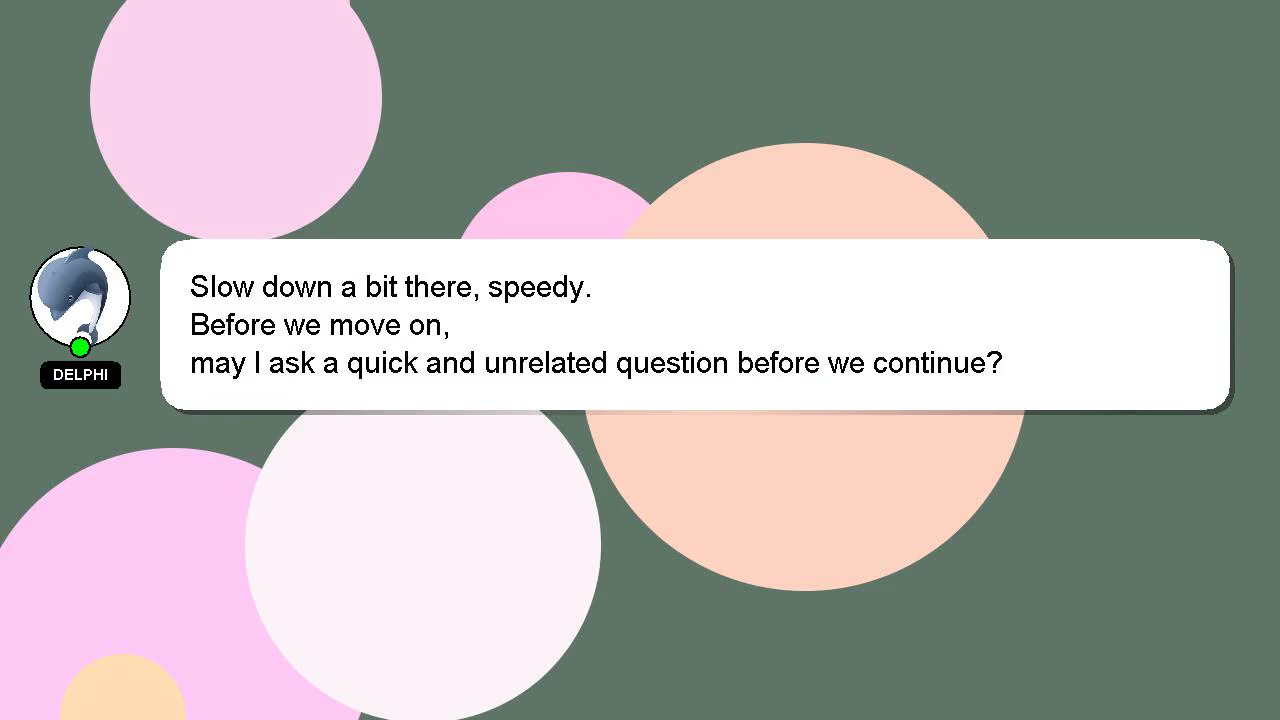 Slow down a bit there, speedy.
Before we move on,
may I ask a quick and unrelated question before we continue?
DELPHI